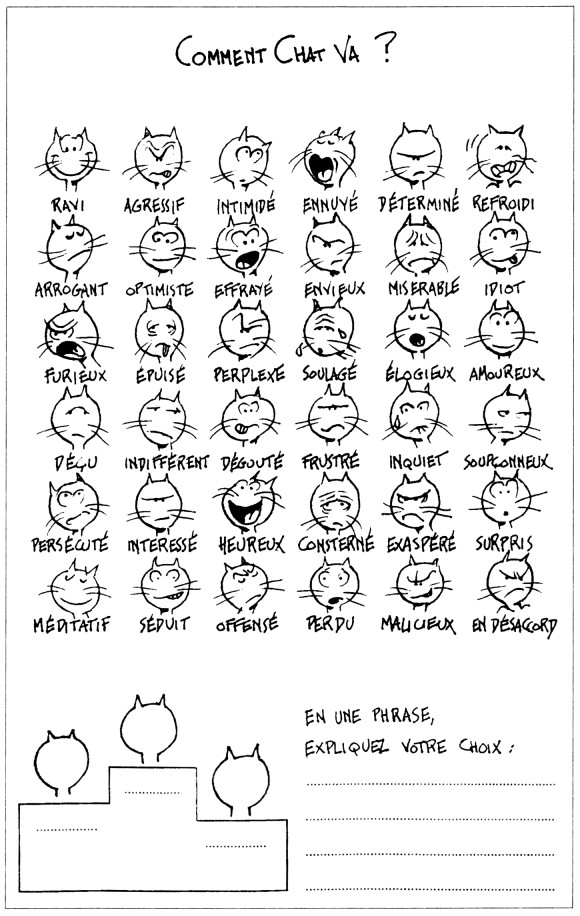 COMMENT CHAT VA ?
RAVI AGRESSIF INTIMIDÉ ENNUYÉ DÉTERMINÉ REFROIDI
ARROGANT OPTIMISTE EFFRAYÉ ENVIEUX MISERABLE IDIOT
FURIEUX ÉPUISÉ PERPLEXE SOULAGÉ ÉLOGIEUX AMOUREUX
DÉÇU INDIFFÉRENT DÉGOUTÉ FRUSTRÉ INQUIET SOUPÇONNEUX
PERSÉCUTÉ INTERESSÉ HEUREUX CONSTERNÉ EXASPÉRÉ SURPRIS
MÉDITATIF SÉDUIT OFFENSÉ PERDU MALICIEUX EN DÉSACCORD
EN UNE PHRASE,
EXPLIQUEZ VOTRE CHOIX :